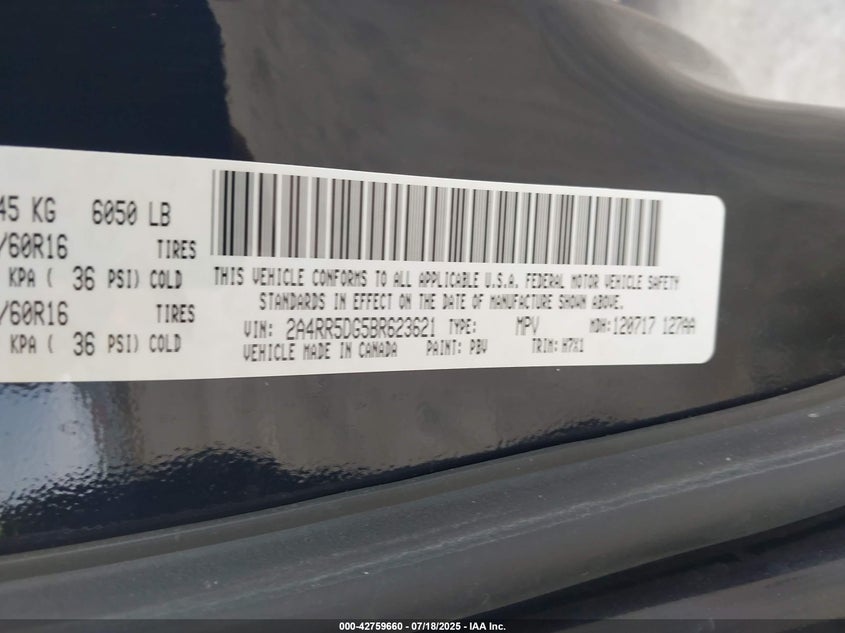 45 KG 6050 LB
/60R16 TIRES
KPA ( 36 PSI) COLD
/60R16 TIRES
KPA ( 36 PSI) COLD
THIS VEHICLE CONFORMS TO ALL APPLICABLE U.S.A. FEDERAL MOTOR VEHICLE SAFETY
STANDARDS IN EFFECT ON THE DATE OF MANUFACTURE SHOWN ABOVE.
VIN: 2A4RR5DG5BR623621 TYPE: MPV MDH: 120717 127AA
VEHICLE MADE IN CANADA PAINT: PBV TRIM: H7X1
000-42759660 - 07/18/2025 - IAA Inc.